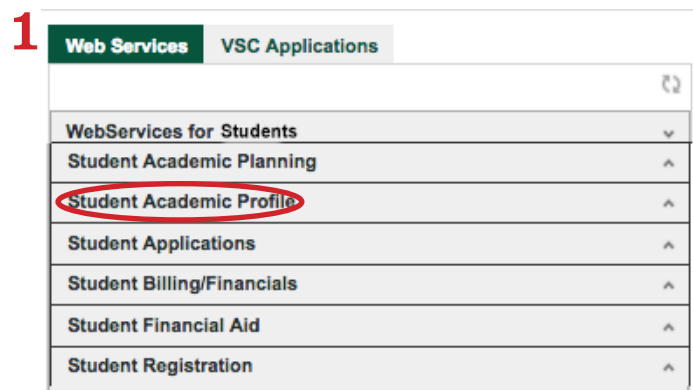 1
Web Services VSC Applications
WebServices for Students
Student Academic Planning
Student Academic Profile
Student Applications
Student Billing/Financials
Student Financial Aid
Student Registration